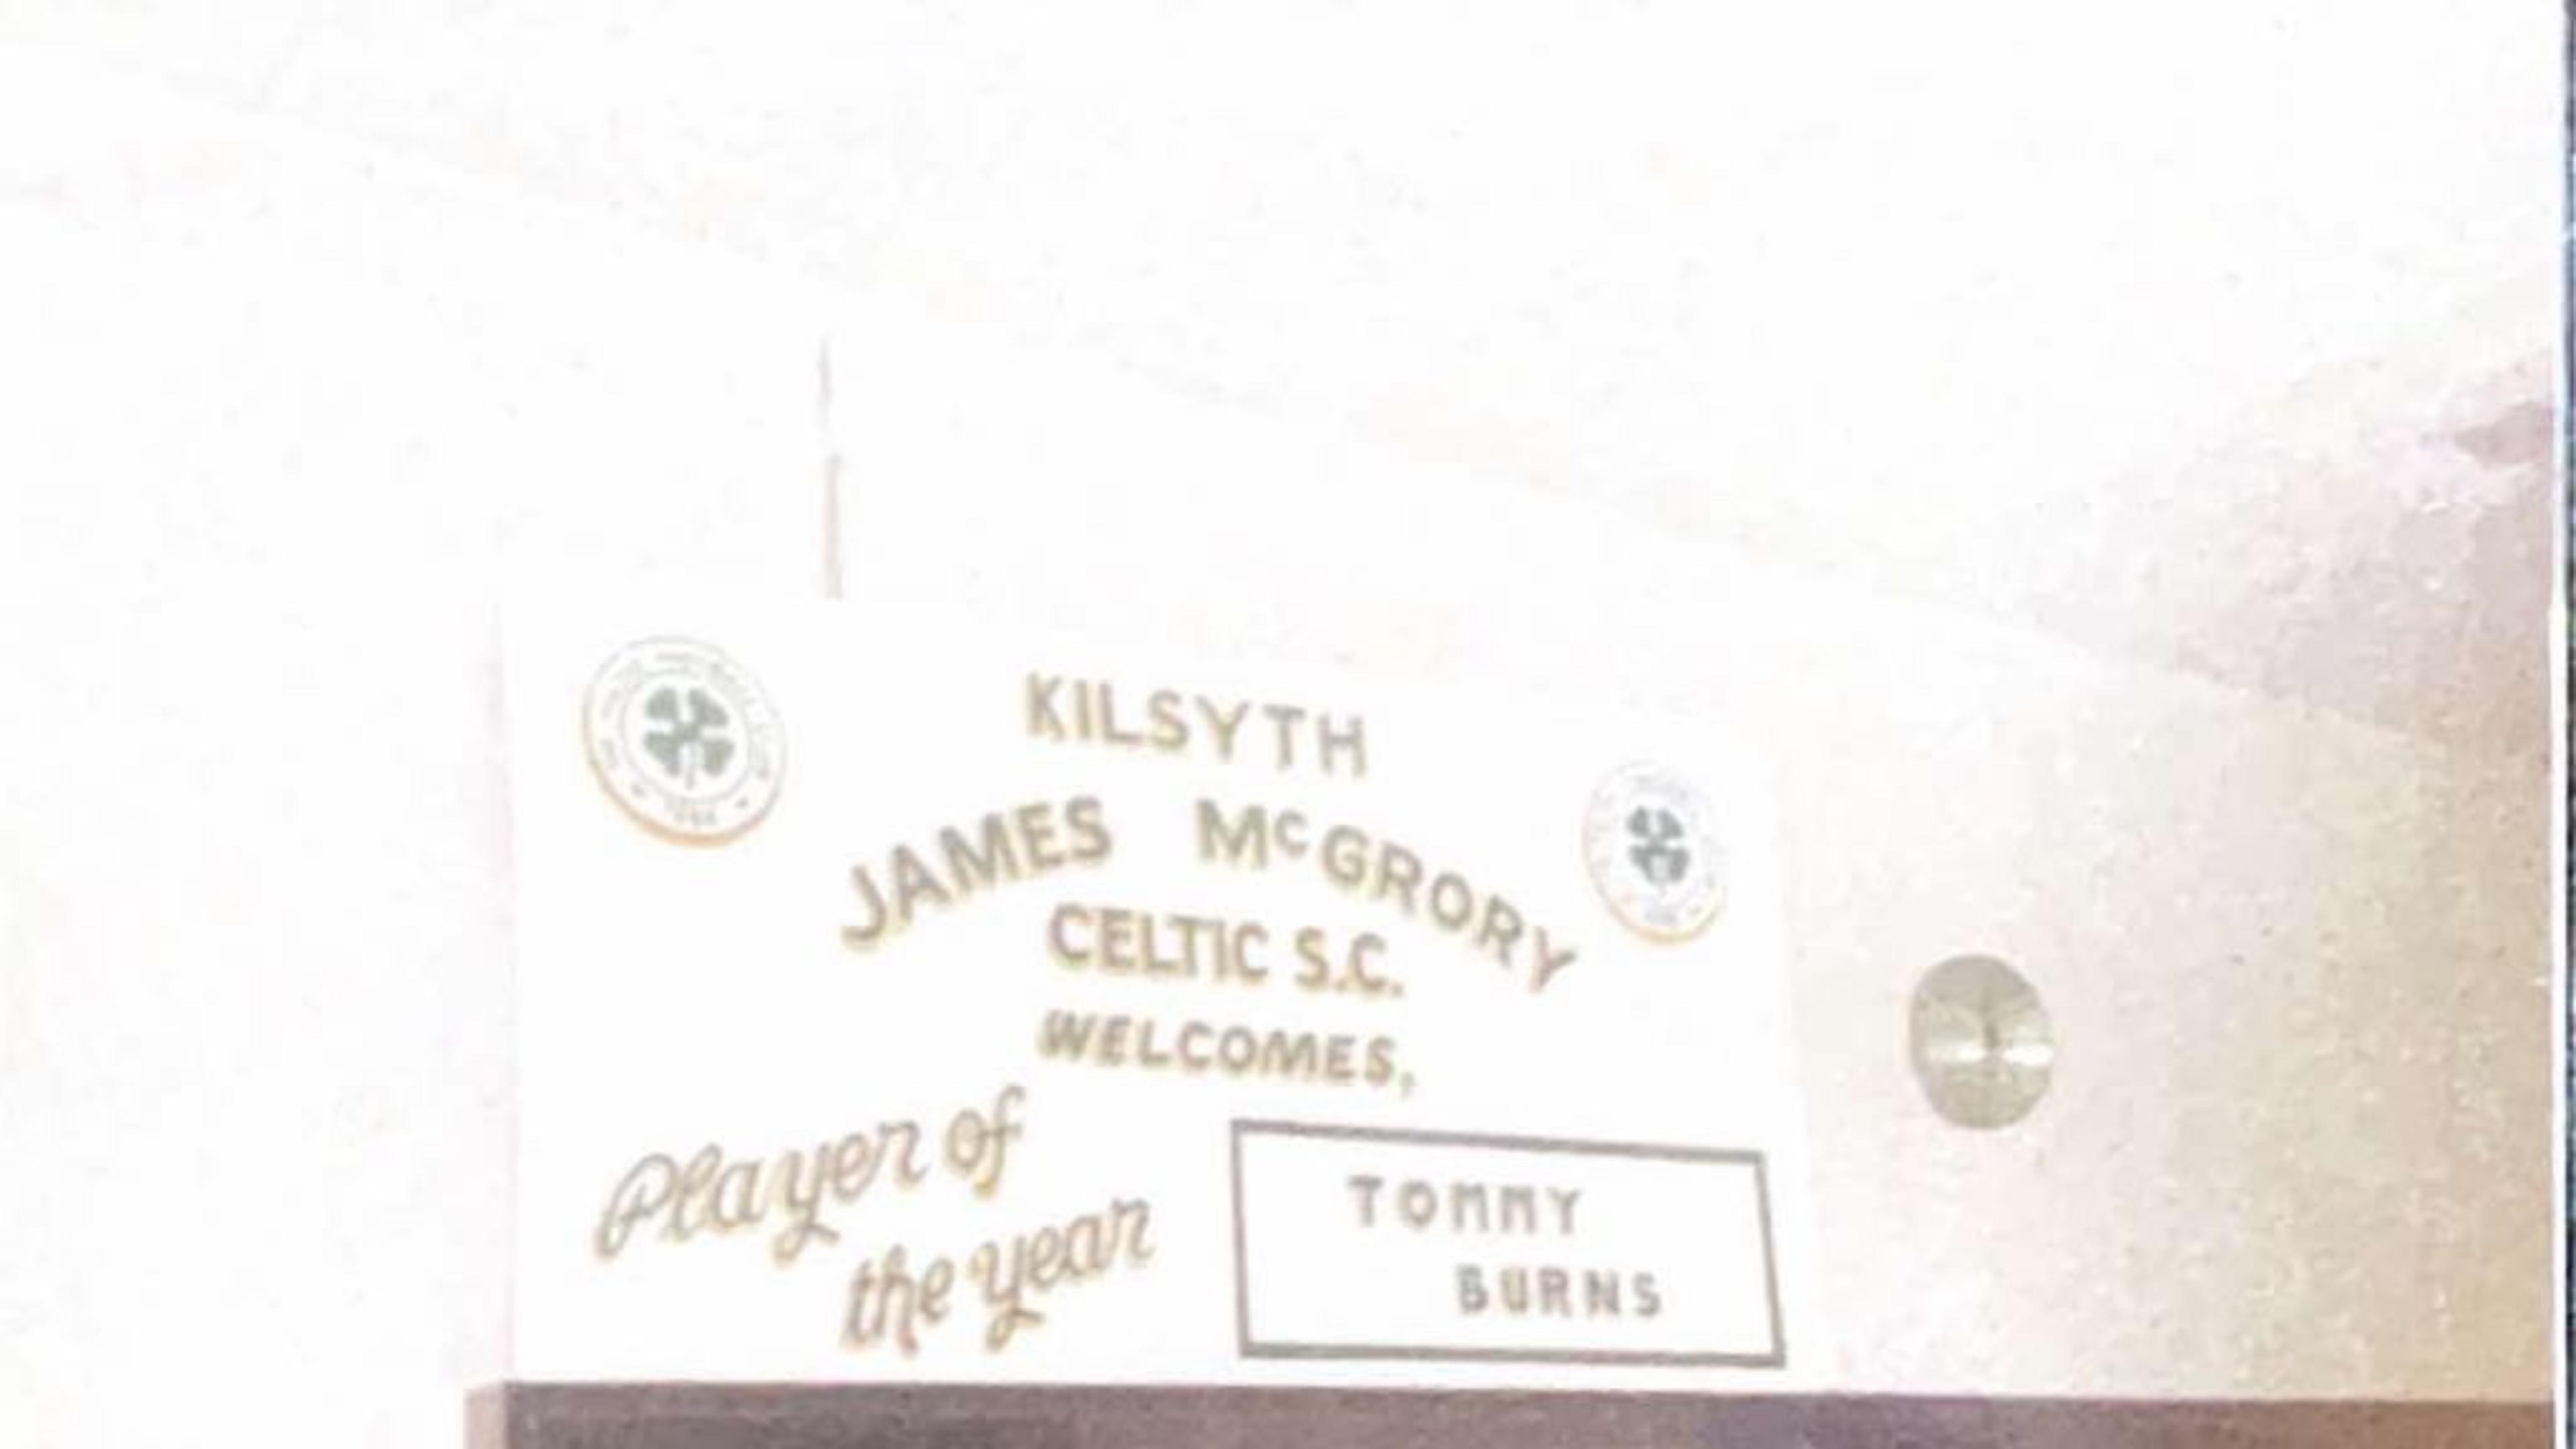 KILSYTH
JAMES McGRORY
CELTIC S.C.
WELCOMES,
Player of
the year
TOMMY
BURNS